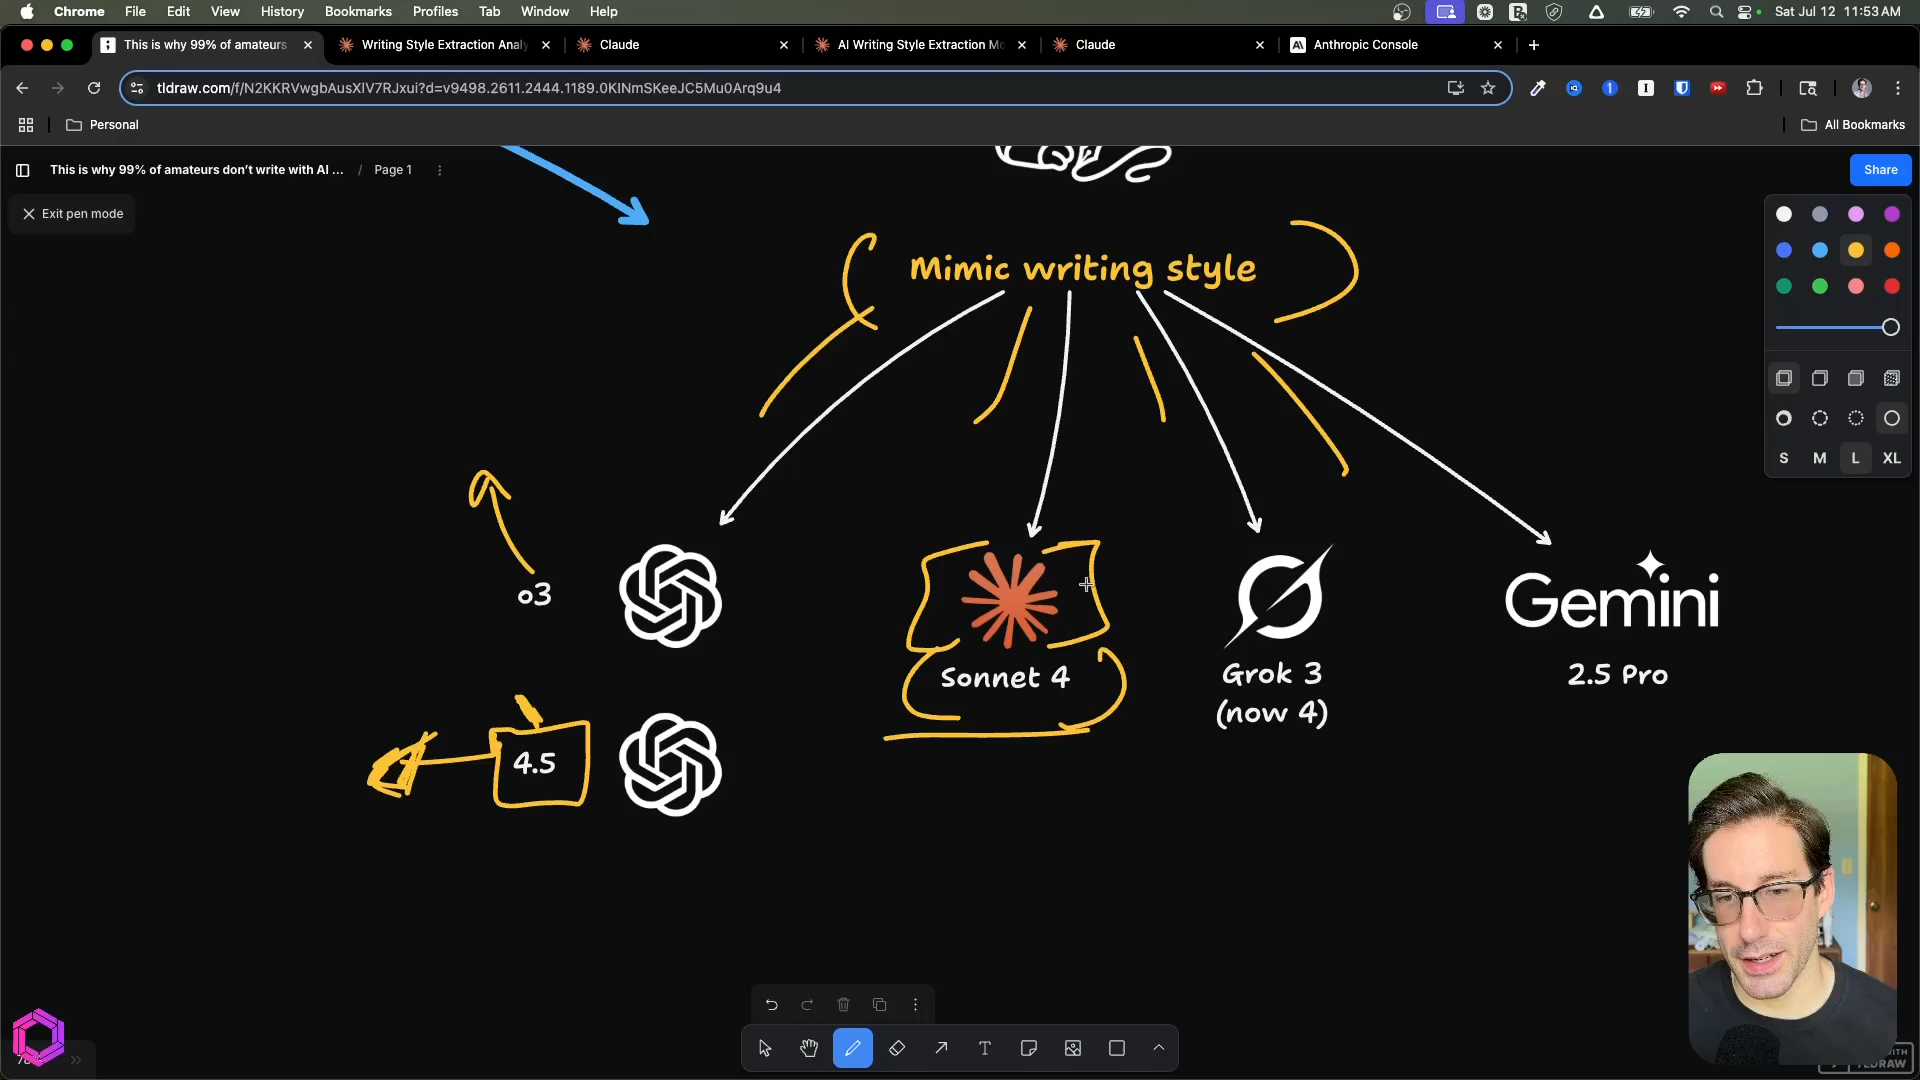 Chrome File Edit View History Bookmarks Profiles Tab Window Help Sat Jul 12 11:53 AM
This is why 99% of amateurs Writing Style Extraction Anal Claude AI Writing Style Extraction Mo Claude Anthropic Console
tldraw.com/f/N2KKRVwgbAusXIV7RJxui?d=v9498.2611.2444.1189.0KINmSKeeJC5Mu0Arq9u4
Personal All Bookmarks
This is why 99% of amateurs don't write with AI ... / Page 1 Share
Exit pen mode
Mimic writing style
S M L XL
o3
Sonnet 4
Grok 3
(now 4)
Gemini
2.5 Pro
4.5